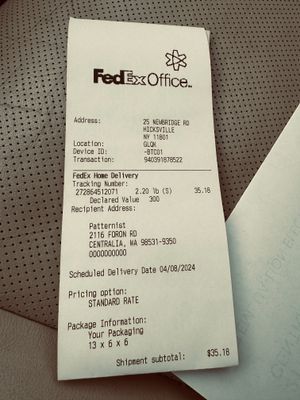 FedEx Office
Address: 25 NEWBRIDGE RD
HICKSVILLE
NY 11801
Location: GLQK
Device ID: -BTC01
Transaction: 940391878522
FedEx Home Delivery
Tracking Number:
272864512071 2.20 lb (S) 35.18
Declared Value 300
Recipient Address:
Patternist
2116 FORON RD
CENTRALIA, WA 98531-9350
0000000000
Scheduled Delivery Date 04/08/2024
Pricing option:
STANDARD RATE
Package Information:
Your Packaging
13 x 6 x 6
Shipment subtotal: $35.18